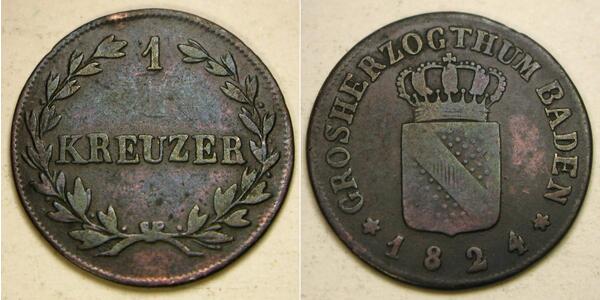 1
KREUZER
GROSHERZOGTHUM BADEN
* 1824 *